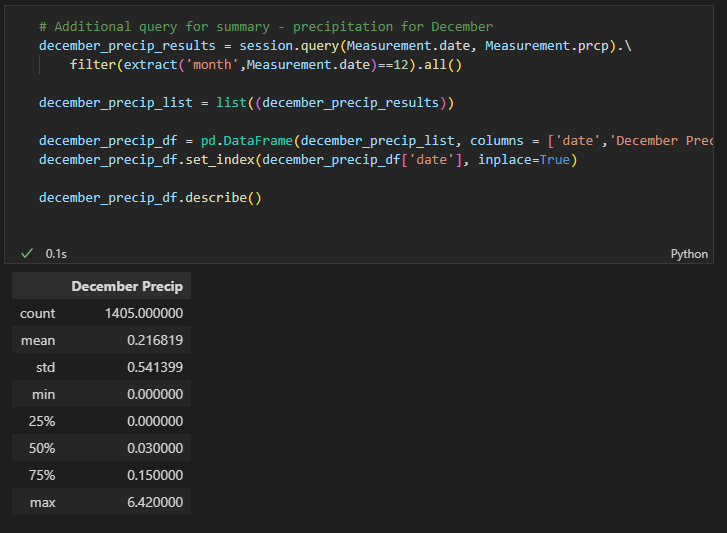 # Additional query for summary - precipitation for December
december_precip_results = session.query(Measurement.date, Measurement.prcp).\
    filter(extract('month',Measurement.date)==12).all()
december_precip_list = list((december_precip_results))
december_precip_df = pd.DataFrame(december_precip_list, columns = ['date','December Prec
december_precip_df.set_index(december_precip_df['date'], inplace=True)
december_precip_df.describe()
✓ 0.1s Python
December Precip
count 1405.000000
mean 0.216819
std 0.541399
min 0.000000
25% 0.000000
50% 0.030000
75% 0.150000
max 6.420000